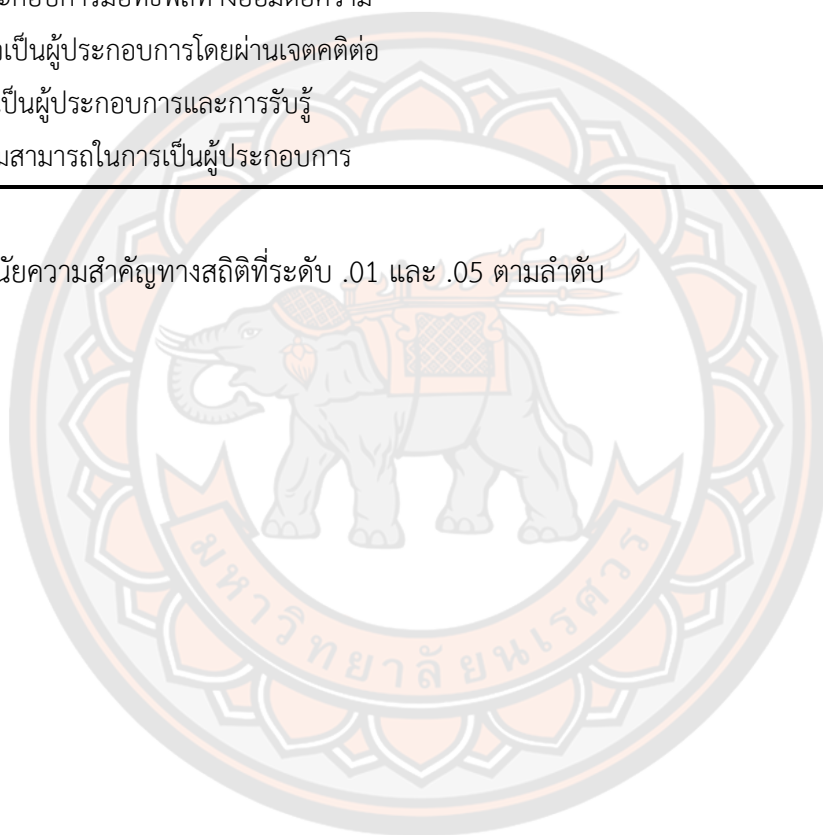 เป็นผู้ประกอบการโดยผ่านเจตคติต่อ
เป็นผู้ประกอบการและการรับรู้
มสามารถในการเป็นผู้ประกอบการ
นัยความสำคัญทางสถิติที่ระดับ .01 และ .05 ตามลำดับ
มหาวิทยาลัยนเรศวร